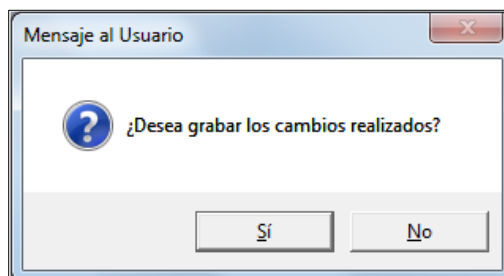 Mensaje al Usuario
¿Desea grabar los cambios realizados?
Sí
No